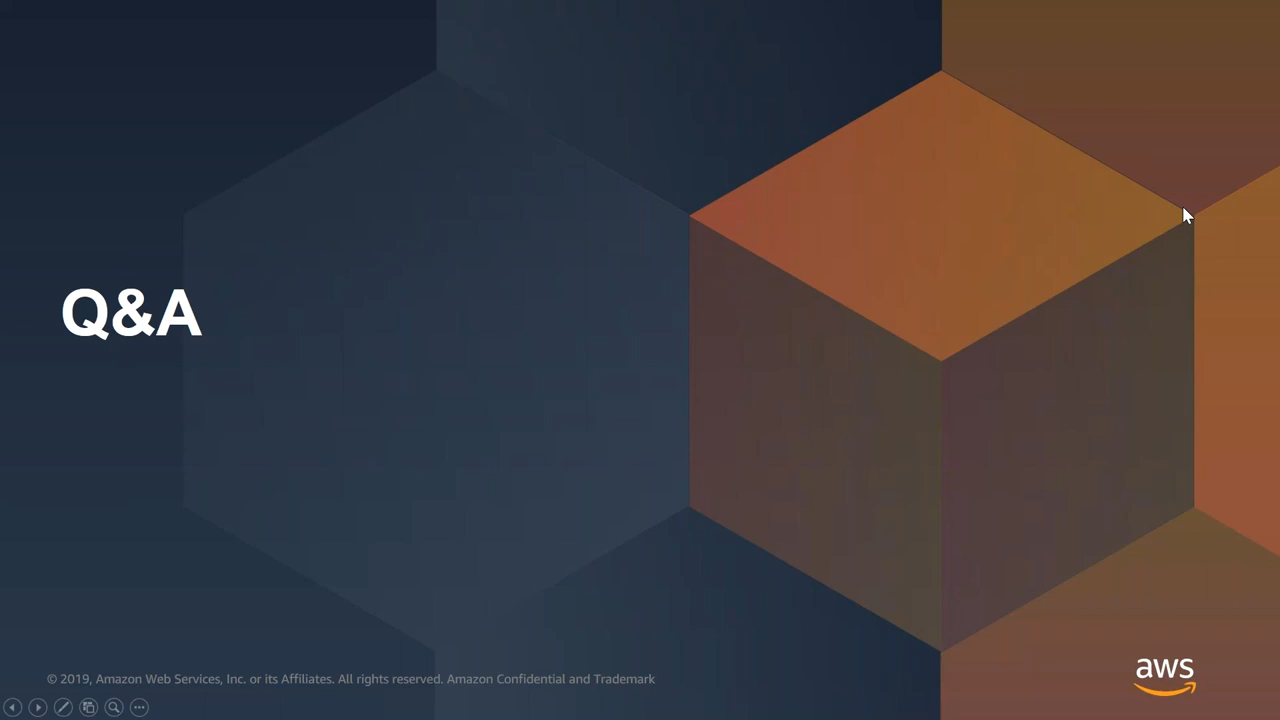 Q&A
© 2019, Amazon Web Services, Inc. or its Affiliates. All rights reserved. Amazon Confidential and Trademark
aws